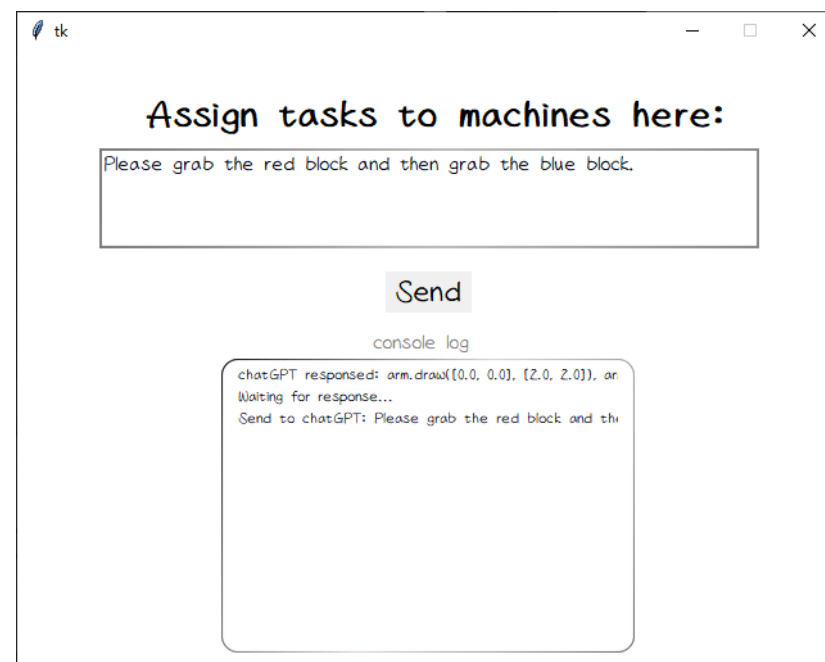 tk
Assign tasks to machines here:
Please grab the red block and then grab the blue block.
Send
console log
chatGPT responsed: arm.draw([0.0, 0.0], [2.0, 2.0]), ar
Waiting for response...
Send to chatGPT: Please grab the red block and the